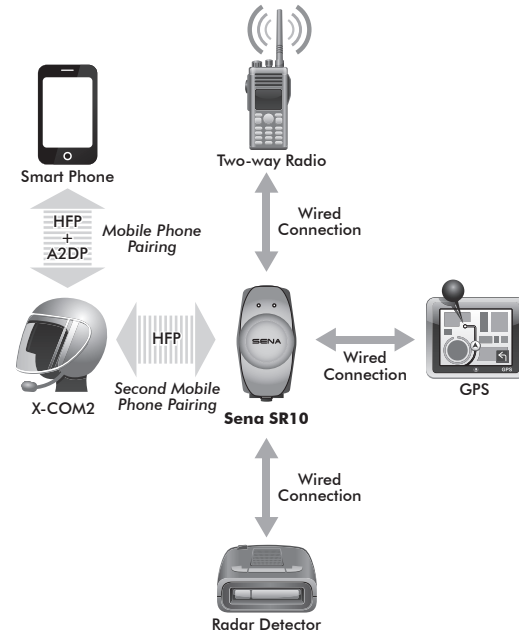 Two-way Radio
Smart Phone
HFP
+
A2DP
Mobile Phone
Pairing
Wired
Connection
HFP
SENA
Wired
Connection
GPS
GPS
X-COM2
Second Mobile
Phone Pairing
Sena SR10
Wired
Connection
Radar Detector